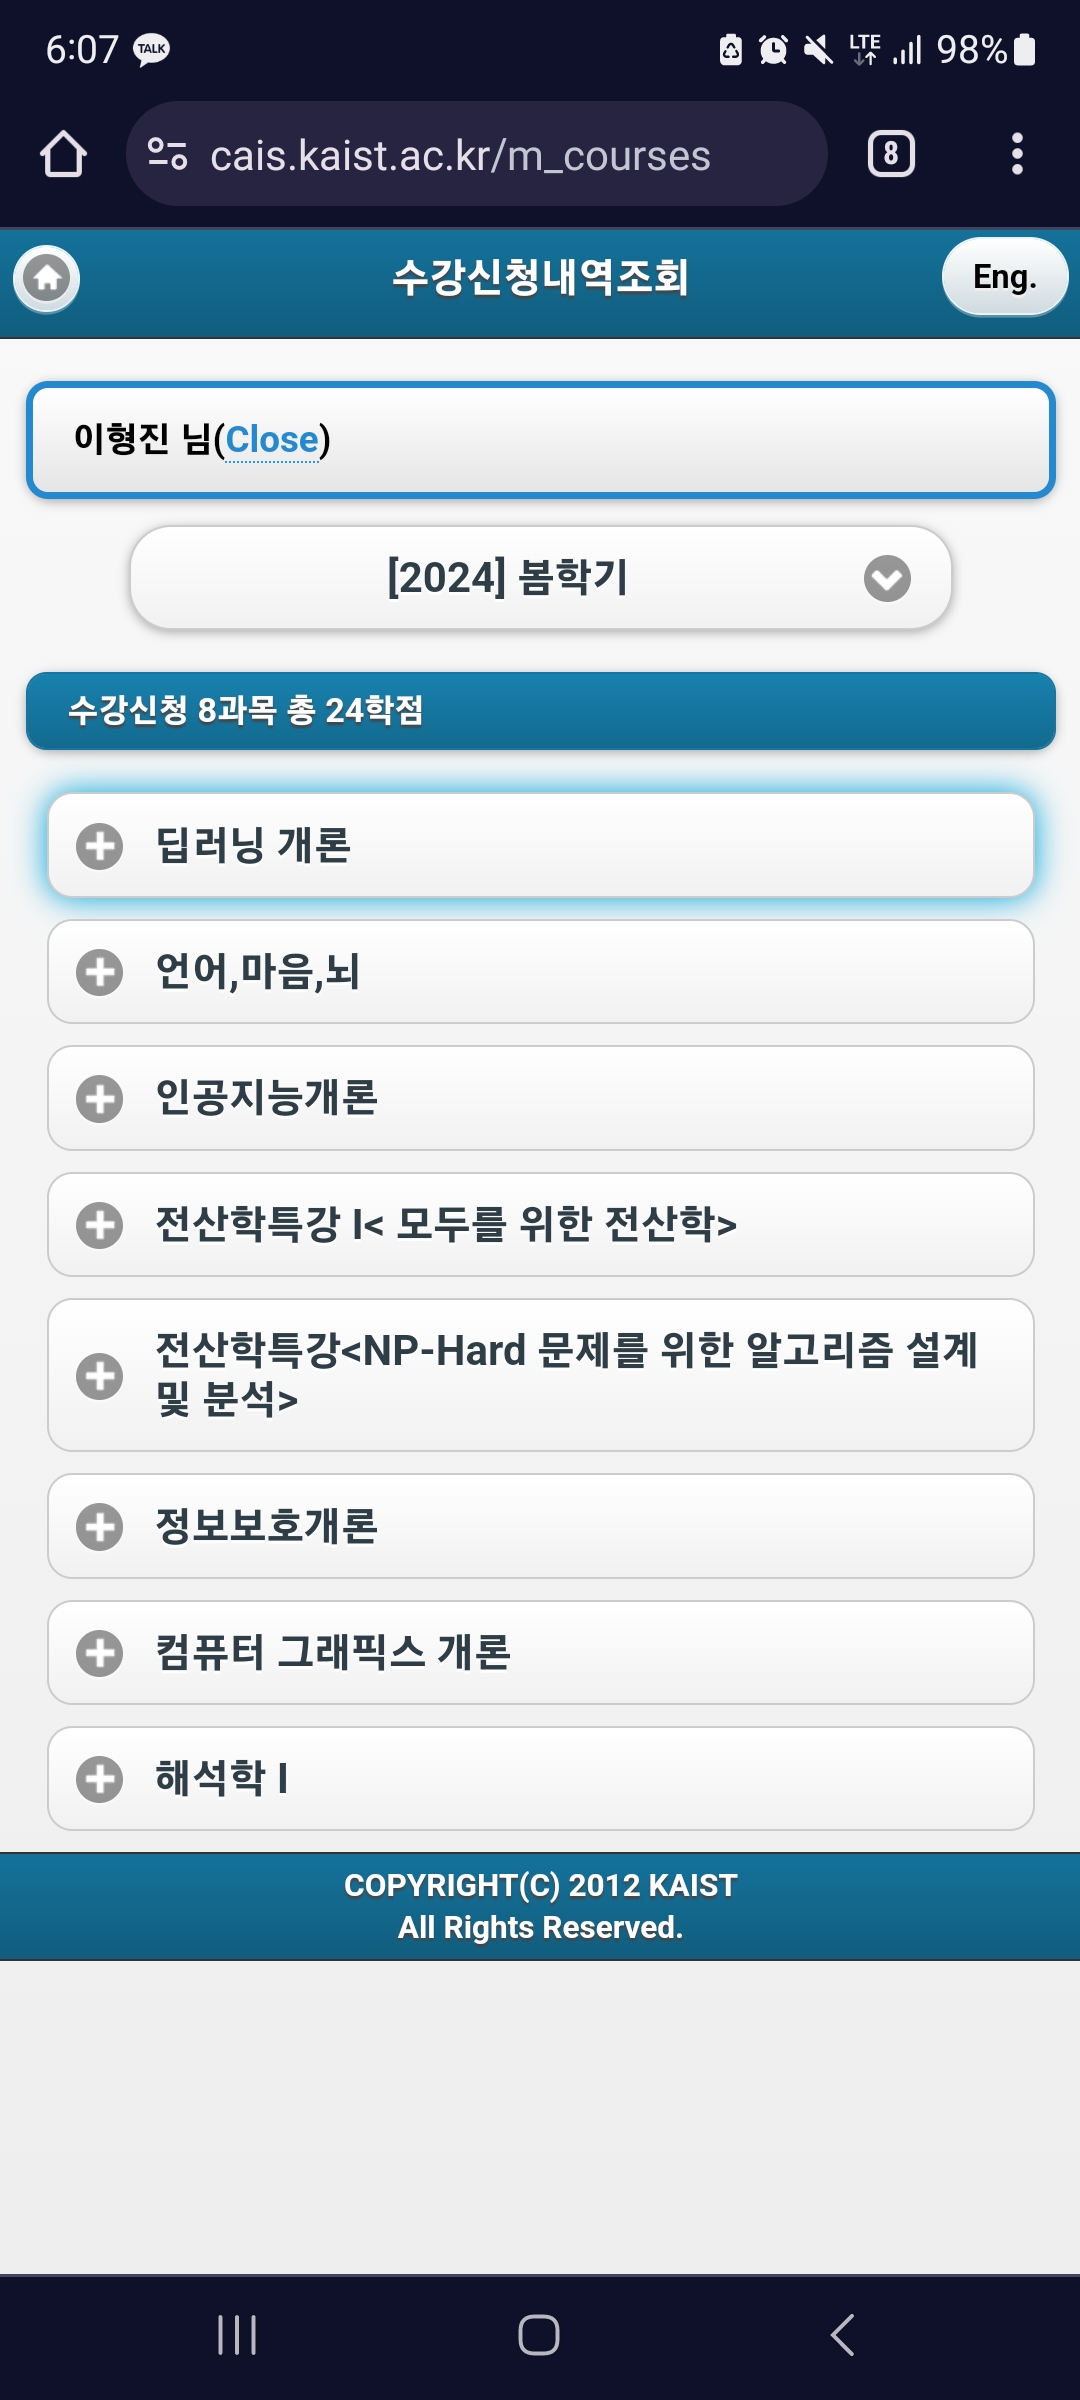 6:07 TALK LTE 98%
cais.kaist.ac.kr/m_courses 8
수강신청내역조회 Eng.
이형진 님(Close)
[2024] 봄학기
수강신청 8과목 총 24학점
딥러닝 개론
언어,마음,뇌
인공지능개론
전산학특강 I< 모두를 위한 전산학>
전산학특강<NP-Hard 문제를 위한 알고리즘 설계
및 분석>
정보보호개론
컴퓨터 그래픽스 개론
해석학 I
COPYRIGHT(C) 2012 KAIST
All Rights Reserved.